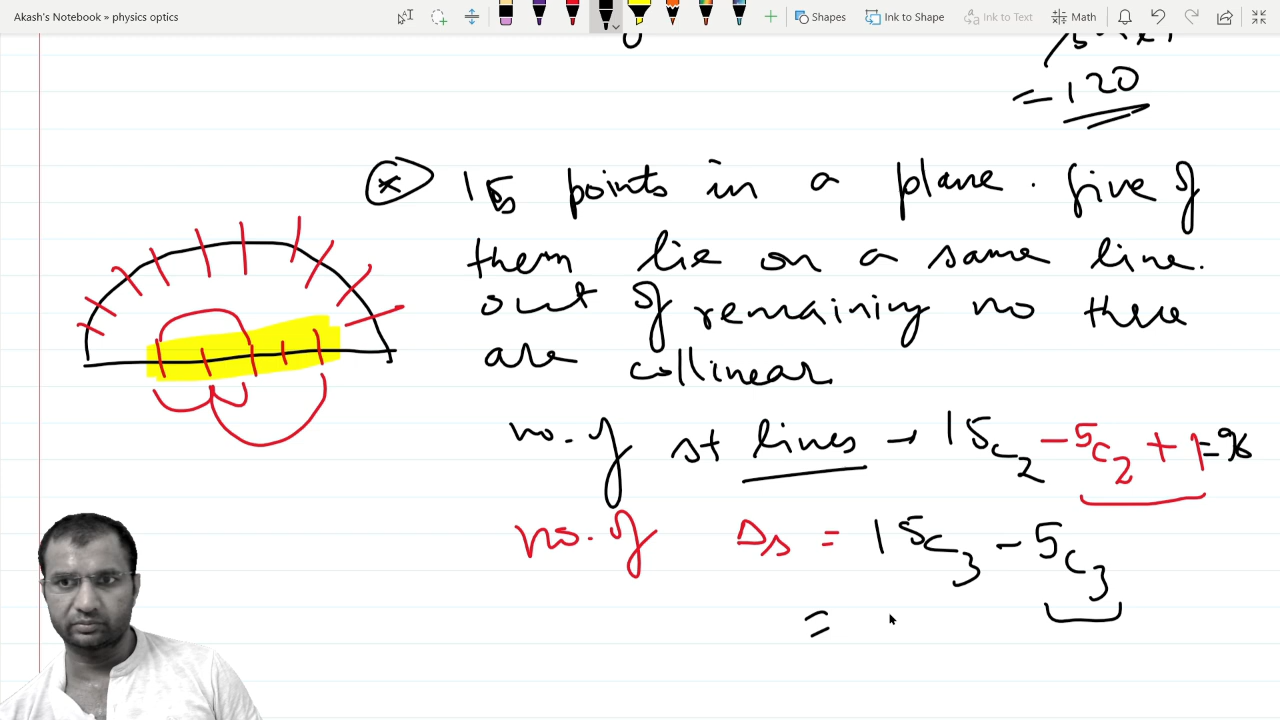 Akash's Notebook » physics optics
Shapes Ink to Shape Ink to Text Math
= 120
* 15 points in a plane. five of
them lie on a same line.
out of remaining no three
are collinear.
no. of st lines → 15C2 - 5C2 + 1 = 96
no. of Δs = 15C3 - 5C3
=